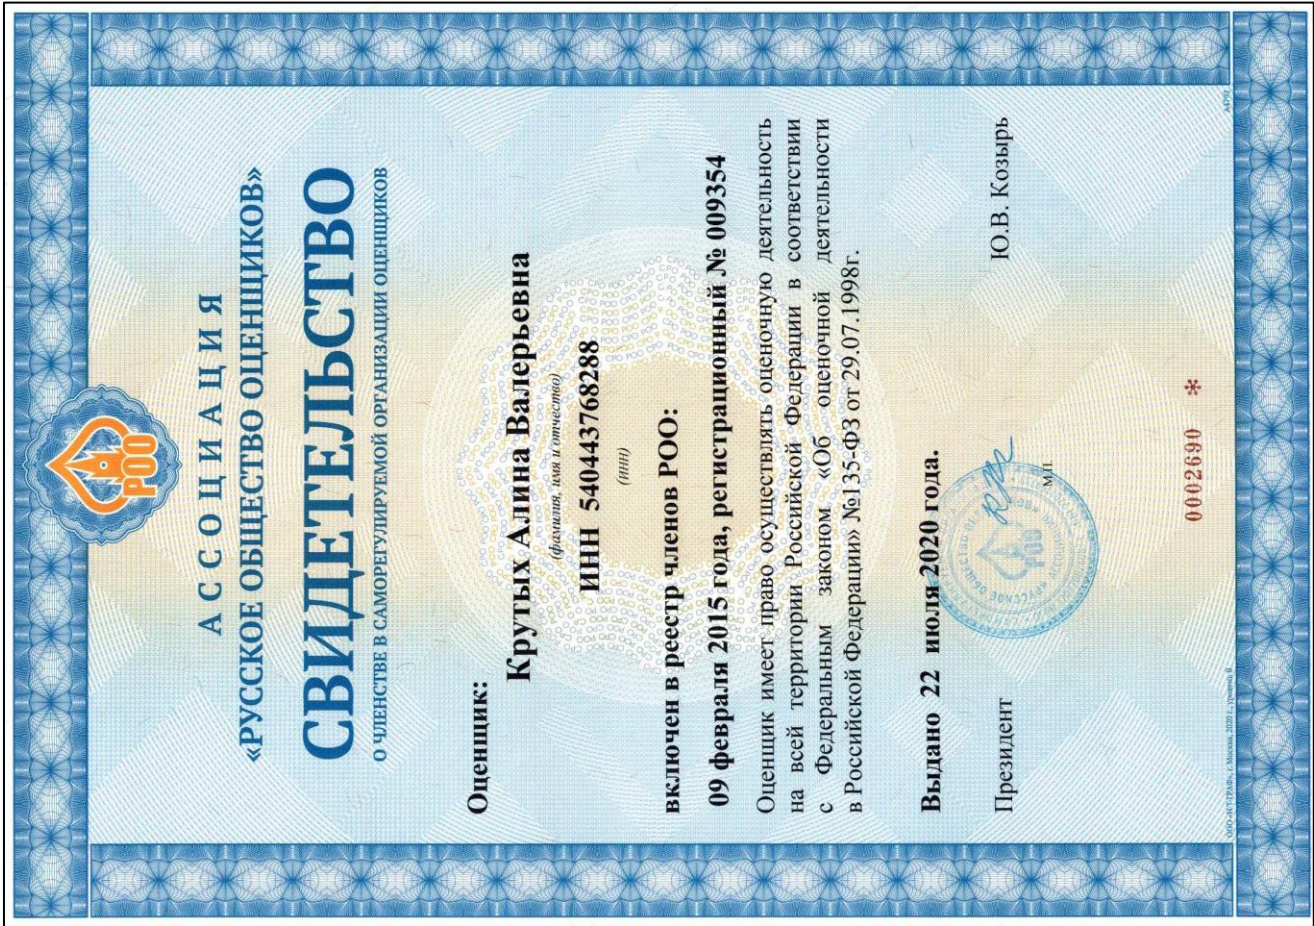 РОО
АССОЦИАЦИЯ
«РУССКОЕ ОБЩЕСТВО ОЦЕНЩИКОВ»
СВИДЕТЕЛЬСТВО
О ЧЛЕНСТВЕ В САМОРЕГУЛИРУЕМОЙ ОРГАНИЗАЦИИ ОЦЕНЩИКОВ
Оценщик:
Крутых Алина Валерьевна
(фамилия, имя и отчество)
ИНН 540443768288
(ИНН)
включен в реестр членов РОО:
09 февраля 2015 года, регистрационный № 009354
Оценщик имеет право осуществлять оценочную деятельность
на всей территории Российской Федерации в соответствии
с Федеральным законом «Об оценочной деятельности
в Российской Федерации» №135-ФЗ от 29.07.1998г.
Выдано 22 июля 2020 года.
Президент
М.П.
Ю.В. Козырь
РОО
0002690 *